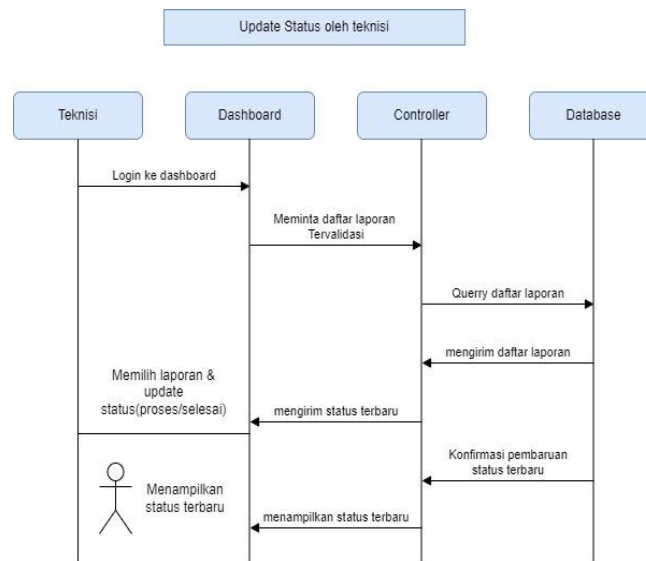 Update Status oleh teknisi
Teknisi
Dashboard
Controller
Database
Login ke dashboard
Meminta daftar laporan
Tervalidasi
Querry daftar laporan
mengirim daftar laporan
Memilih laporan &
update
status(proses/selesai)
mengirim status terbaru
Konfirmasi pembaruan
status terbaru
Menampilkan
status terbaru
menampilkan status terbaru